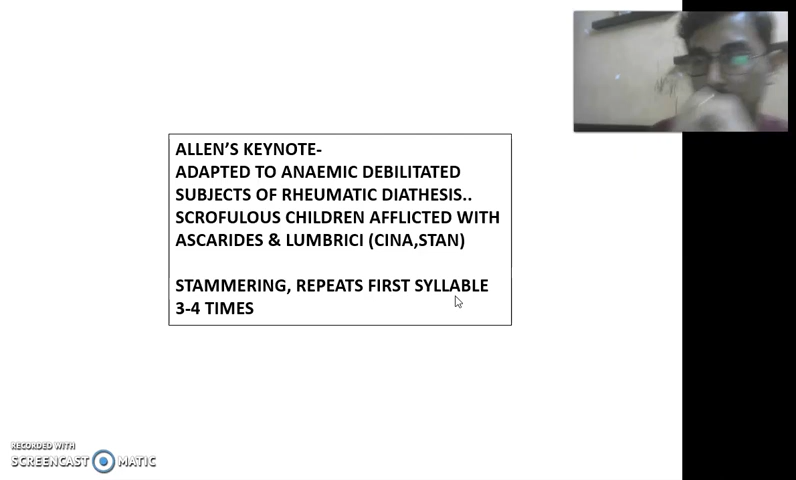 ALLEN'S KEYNOTE-
ADAPTED TO ANAEMIC DEBILITATED
SUBJECTS OF RHEUMATIC DIATHESIS..
SCROFULOUS CHILDREN AFFLICTED WITH
ASCARIDES & LUMBRICI (CINA,STAN)
STAMMERING, REPEATS FIRST SYLLABLE
3-4 TIMES
RECORDED WITH
SCREENCAST MATIC